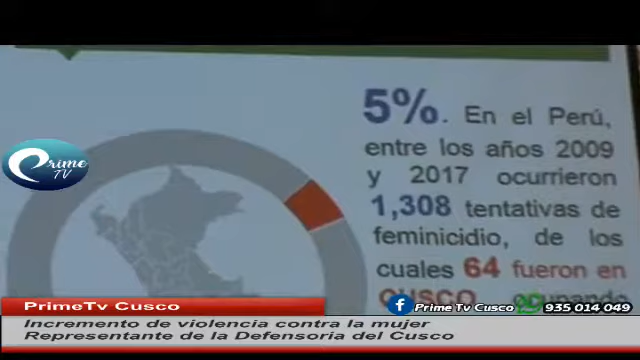 5%. En el Perú,
entre los años 2009
y 2017 ocurrieron
1,308 tentativas de
feminicidio, de los
cuales 64 fueron en
CUSCO, ocupando
Prime
TV
PrimeTv Cusco
Prime Tv Cusco 935 014 049
Incremento de violencia contra la mujer
Representante de la Defensoria del Cusco